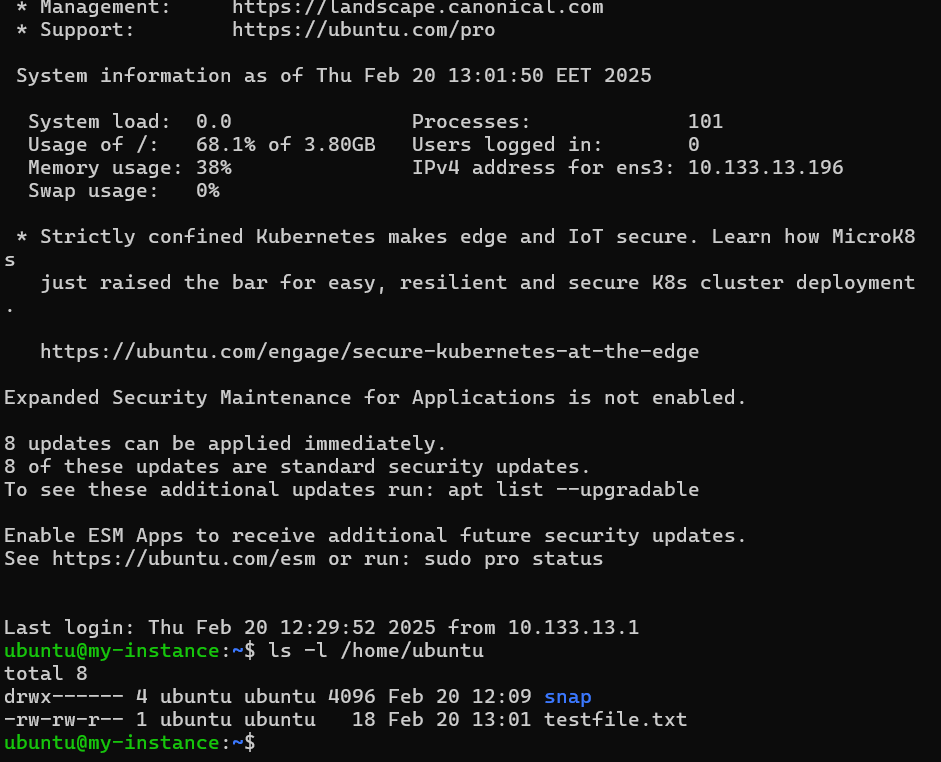 * Management:     https://landscape.canonical.com
 * Support:        https://ubuntu.com/pro

 System information as of Thu Feb 20 13:01:50 EET 2025

  System load:  0.0               Processes:             101
  Usage of /:   68.1% of 3.80GB   Users logged in:       0
  Memory usage: 38%               IPv4 address for ens3: 10.133.13.196
  Swap usage:   0%

 * Strictly confined Kubernetes makes edge and IoT secure. Learn how MicroK8
s
   just raised the bar for easy, resilient and secure K8s cluster deployment
.

   https://ubuntu.com/engage/secure-kubernetes-at-the-edge

Expanded Security Maintenance for Applications is not enabled.

8 updates can be applied immediately.
8 of these updates are standard security updates.
To see these additional updates run: apt list --upgradable

Enable ESM Apps to receive additional future security updates.
See https://ubuntu.com/esm or run: sudo pro status


Last login: Thu Feb 20 12:29:52 2025 from 10.133.13.1
ubuntu@my-instance:~$ ls -l /home/ubuntu
total 8
drwx------ 4 ubuntu ubuntu 4096 Feb 20 12:09 snap
-rw-rw-r-- 1 ubuntu ubuntu   18 Feb 20 13:01 testfile.txt
ubuntu@my-instance:~$